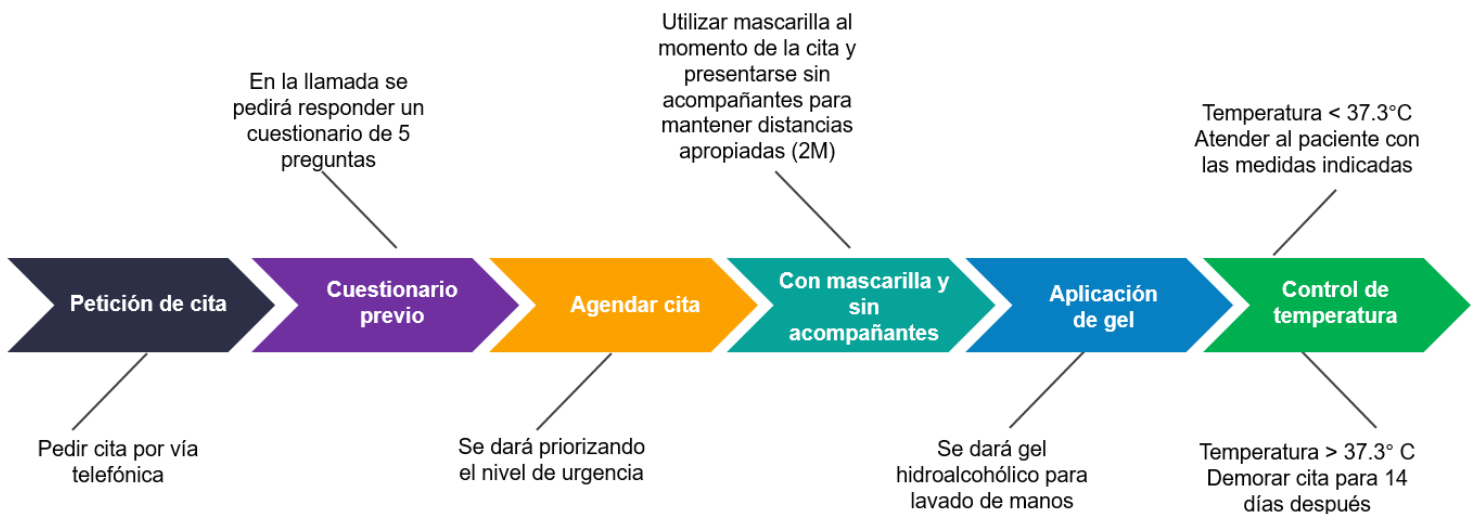 Utilizar mascarilla al
momento de la cita y
presentarse sin
acompañantes para
mantener distancias
apropiadas (2M)
En la llamada se
pedirá responder un
cuestionario de 5
preguntas
Temperatura < 37.3°C
Atender al paciente con
las medidas indicadas
Petición de cita
Cuestionario
previo
Agendar cita
Con mascarilla y
sin
acompañantes
Aplicación
de gel
Control de
temperatura
Pedir cita por vía
telefónica
Se dará priorizando
el nivel de urgencia
Se dará gel
hidroalcohólico para
lavado de manos
Temperatura > 37.3° C
Demorar cita para 14
días después